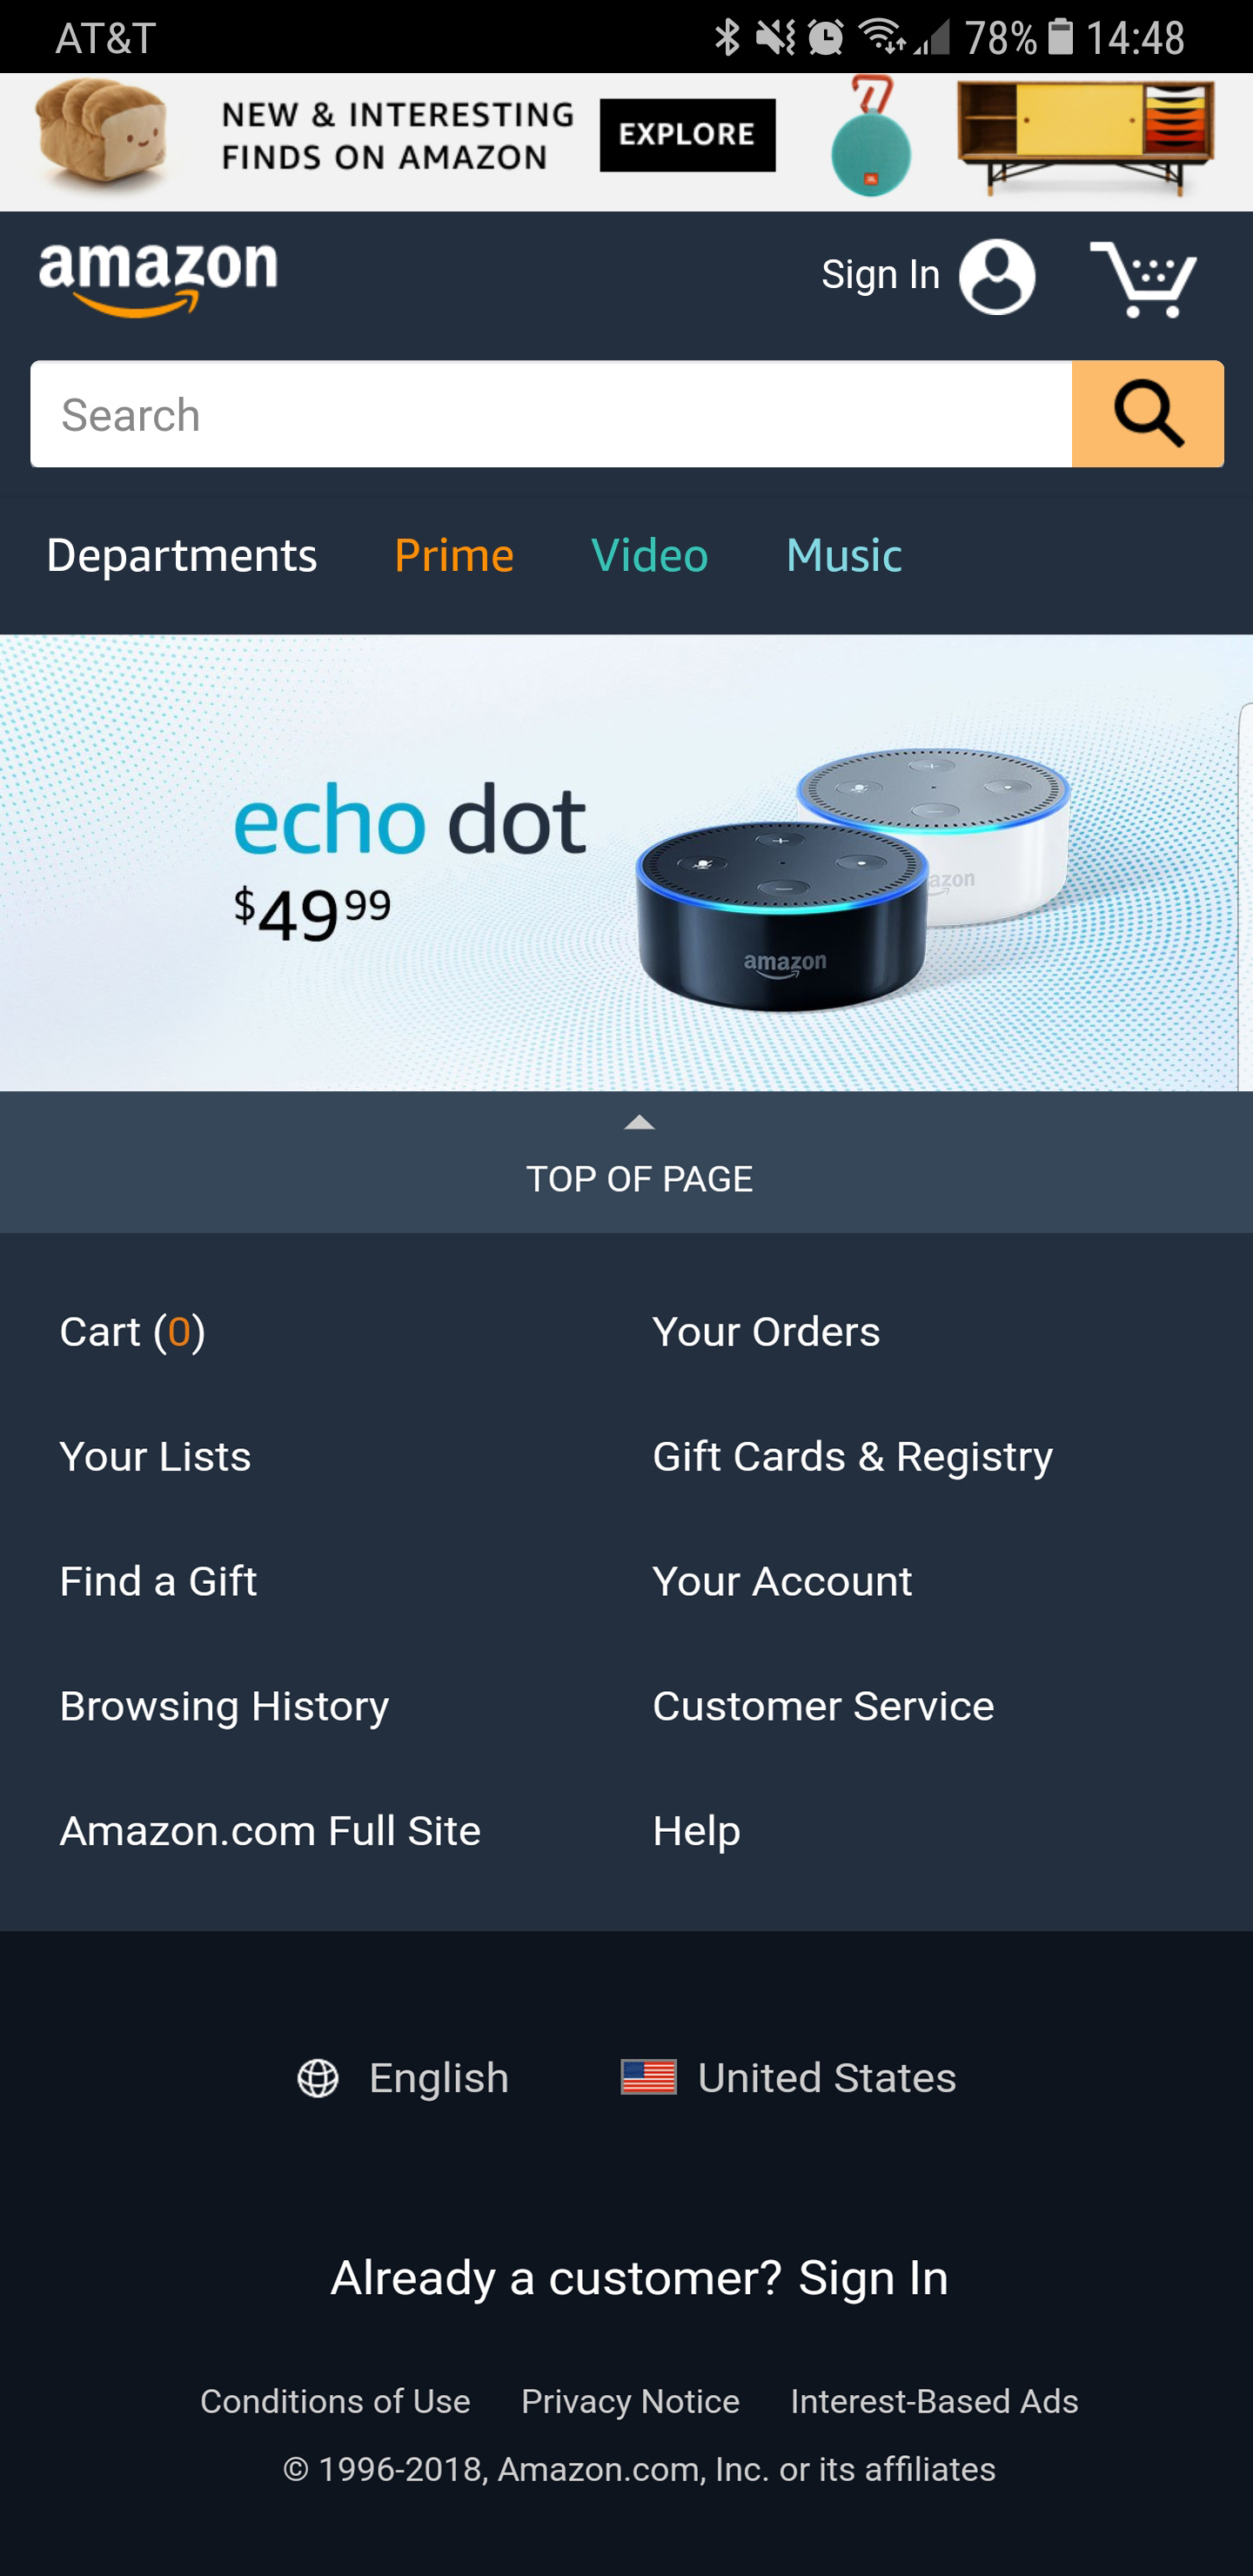 AT&T 78% 14:48
NEW & INTERESTING
FINDS ON AMAZON
EXPLORE
amazon
Sign In
Search
Departments Prime Video Music
echo dot
$49 99
azon
amazon
TOP OF PAGE
Cart (0) Your Orders
Your Lists Gift Cards & Registry
Find a Gift Your Account
Browsing History Customer Service
Amazon.com Full Site Help
English United States
Already a customer? Sign In
Conditions of Use Privacy Notice Interest-Based Ads
© 1996-2018, Amazon.com, Inc. or its affiliates